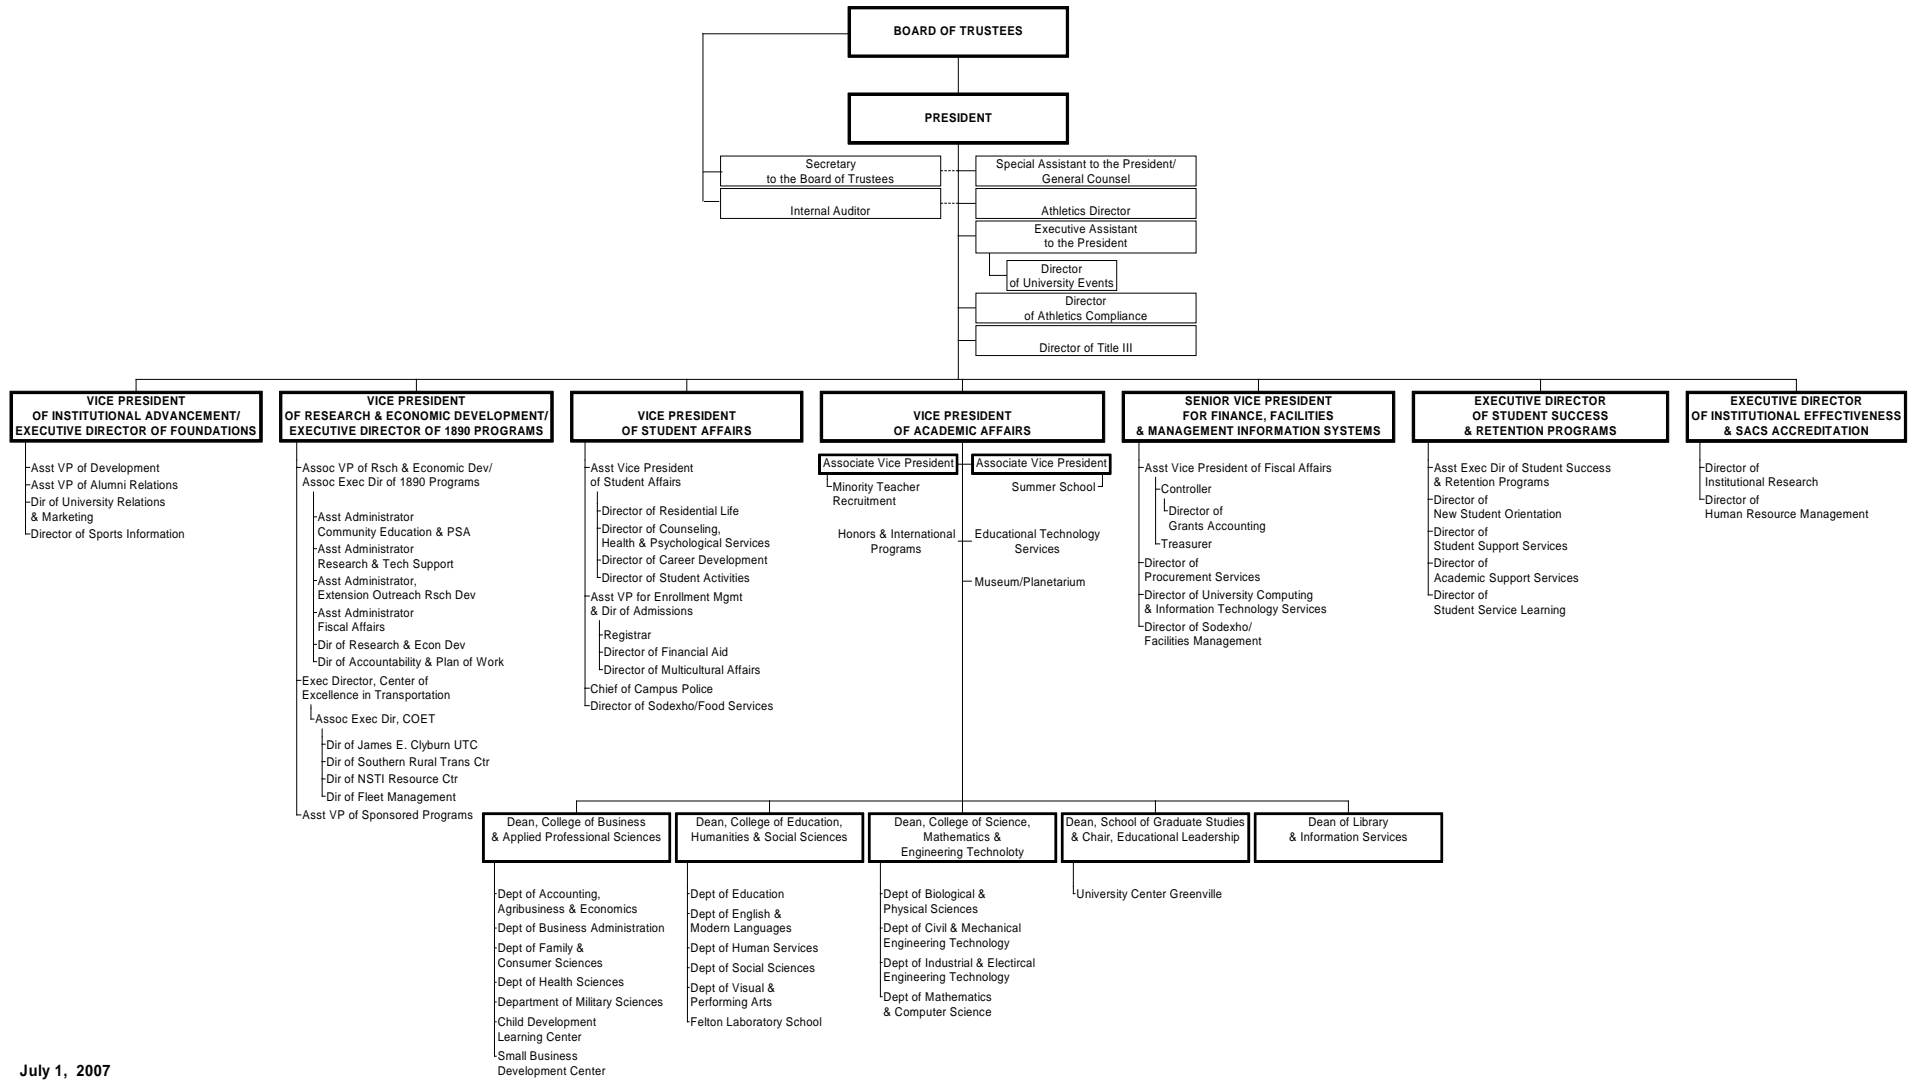 BOARD OF TRUSTEES
PRESIDENT
Secretary
to the Board of Trustees
Special Assistant to the President/
General Counsel
Internal Auditor
Athletics Director
Executive Assistant
to the President
Director
of University Events
Director
of Athletics Compliance
Director of Title III
VICE PRESIDENT
OF INSTITUTIONAL ADVANCEMENT/
EXECUTIVE DIRECTOR OF FOUNDATIONS
Asst VP of Development
Asst VP of Alumni Relations
Dir of University Relations
& Marketing
Director of Sports Information
VICE PRESIDENT
OF RESEARCH & ECONOMIC DEVELOPMENT/
EXECUTIVE DIRECTOR OF 1890 PROGRAMS
Assoc VP of Rsch & Economic Dev/
Assoc Exec Dir of 1890 Programs
Asst Administrator
Community Education & PSA
Asst Administrator
Research & Tech Support
Asst Administrator,
Extension Outreach Rsch Dev
Asst Administrator
Fiscal Affairs
Dir of Research & Econ Dev
Dir of Accountability & Plan of Work
Exec Director, Center of
Excellence in Transportation
Assoc Exec Dir, COET
Dir of James E. Clyburn UTC
Dir of Southern Rural Trans Ctr
Dir of NSTI Resource Ctr
Dir of Fleet Management
Asst VP of Sponsored Programs
VICE PRESIDENT
OF STUDENT AFFAIRS
Asst Vice President
of Student Affairs
Director of Residential Life
Director of Counseling,
Health & Psychological Services
Director of Career Development
Director of Student Activities
Asst VP for Enrollment Mgmt
& Dir of Admissions
Registrar
Director of Financial Aid
Director of Multicultural Affairs
Chief of Campus Police
Director of Sodexho/Food Services
VICE PRESIDENT
OF ACADEMIC AFFAIRS
Associate Vice President
Minority Teacher
Recruitment
Associate Vice President
Summer School
Honors & International
Programs
Educational Technology
Services
Museum/Planetarium
SENIOR VICE PRESIDENT
FOR FINANCE, FACILITIES
& MANAGEMENT INFORMATION SYSTEMS
Asst Vice President of Fiscal Affairs
Controller
Director of
Grants Accounting
Treasurer
Director of
Procurement Services
Director of University Computing
& Information Technology Services
Director of Sodexho/
Facilities Management
EXECUTIVE DIRECTOR
OF STUDENT SUCCESS
& RETENTION PROGRAMS
Asst Exec Dir of Student Success
& Retention Programs
Director of
New Student Orientation
Director of
Student Support Services
Director of
Academic Support Services
Director of
Student Service Learning
EXECUTIVE DIRECTOR
OF INSTITUTIONAL EFFECTIVENESS
& SACS ACCREDITATION
Director of
Institutional Research
Director of
Human Resource Management
Dean, College of Business
& Applied Professional Sciences
Dept of Accounting,
Agribusiness & Economics
Dept of Business Administration
Dept of Family &
Consumer Sciences
Dept of Health Sciences
Department of Military Sciences
Child Development
Learning Center
Small Business
Development Center
Dean, College of Education,
Humanities & Social Sciences
Dept of Education
Dept of English &
Modern Languages
Dept of Human Services
Dept of Social Sciences
Dept of Visual &
Performing Arts
Felton Laboratory School
Dean, College of Science,
Mathematics &
Engineering Technoloty
Dept of Biological &
Physical Sciences
Dept of Civil & Mechanical
Engineering Technology
Dept of Industrial & Electircal
Engineering Technology
Dept of Mathematics
& Computer Science
Dean, School of Graduate Studies
& Chair, Educational Leadership
University Center Greenville
Dean of Library
& Information Services
July 1, 2007